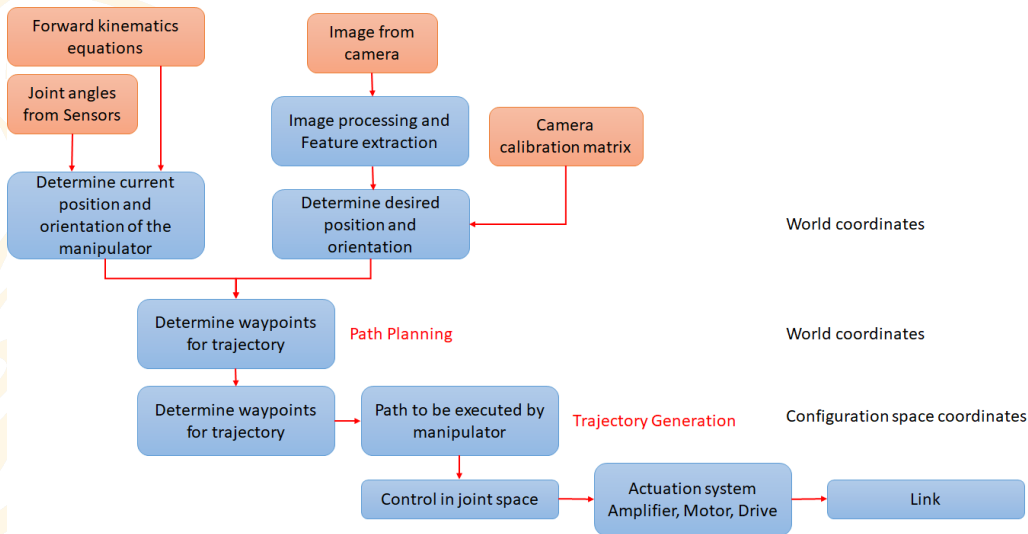 Forward kinematics
equations
Image from
camera
Joint angles
from Sensors
Image processing and
Feature extraction
Camera
calibration matrix
Determine current
position and
orientation of the
manipulator
Determine desired
position and
orientation
World coordinates
Determine waypoints
for trajectory
Path Planning
World coordinates
Determine waypoints
for trajectory
Path to be executed by
manipulator
Trajectory Generation
Configuration space coordinates
Control in joint space
Actuation system
Amplifier, Motor, Drive
Link